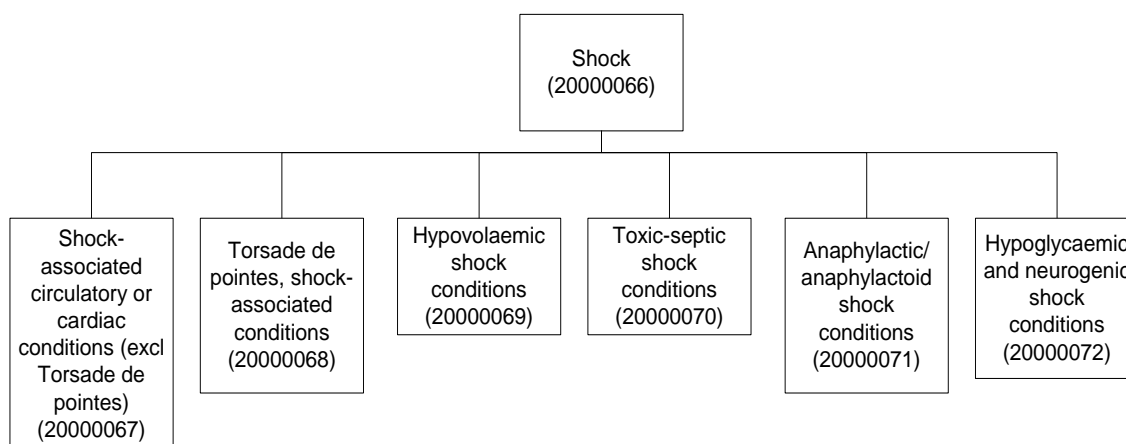 Shock
(20000066)
Shock-
associated
circulatory or
cardiac
conditions (excl
Torsade de
pointes)
(20000067)
Torsade de
pointes, shock-
associated
conditions
(20000068)
Hypovolaemic
shock
conditions
(20000069)
Toxic-septic
shock
conditions
(20000070)
Anaphylactic/
anaphylactoid
shock
conditions
(20000071)
Hypoglycaemic
and neurogenic
shock
conditions
(20000072)